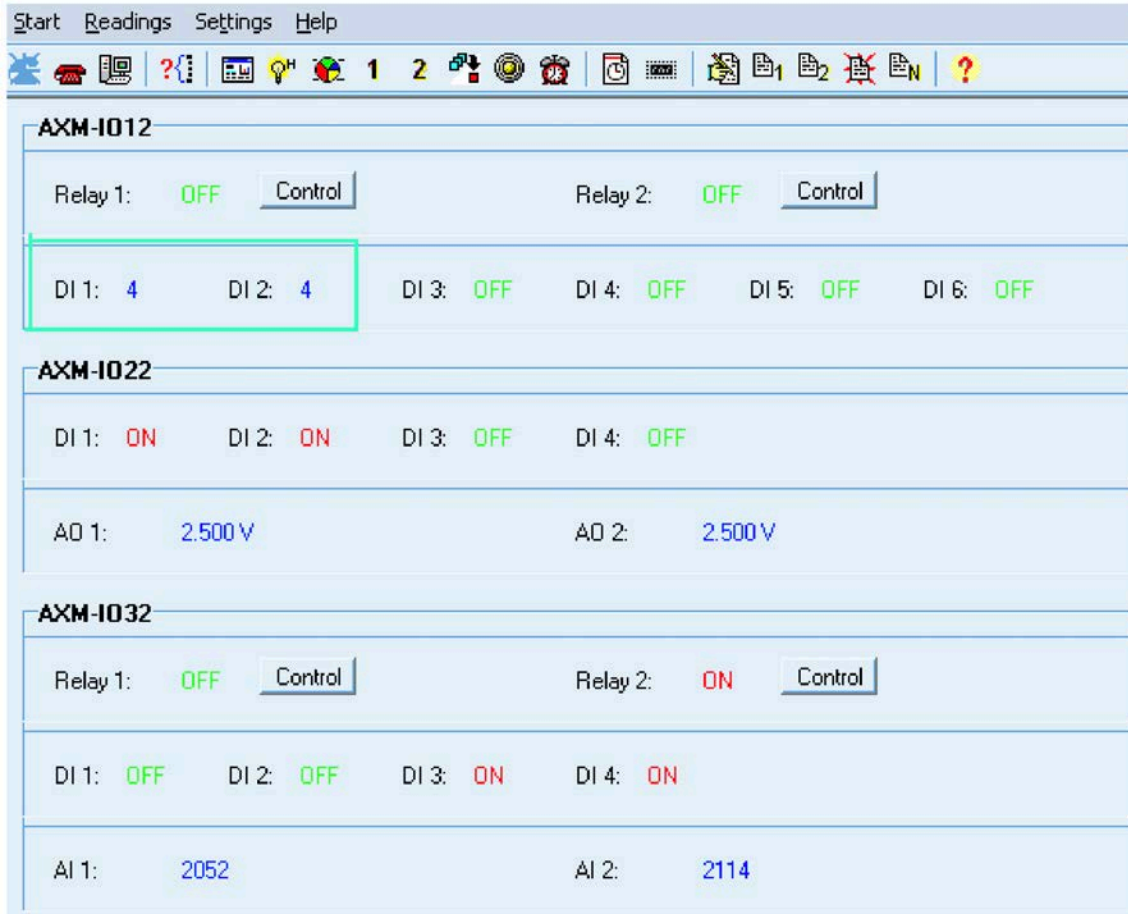 Start Readings Settings Help
?{ H 1 2 1 2 N ?
AXM-IO12
Relay 1: OFF Control Relay 2: OFF Control
DI 1: 4 DI 2: 4 DI 3: OFF DI 4: OFF DI 5: OFF DI 6: OFF
AXM-IO22
DI 1: ON DI 2: ON DI 3: OFF DI 4: OFF
AO 1: 2.500 V AO 2: 2.500 V
AXM-IO32
Relay 1: OFF Control Relay 2: ON Control
DI 1: OFF DI 2: OFF DI 3: ON DI 4: ON
AI 1: 2052 AI 2: 2114